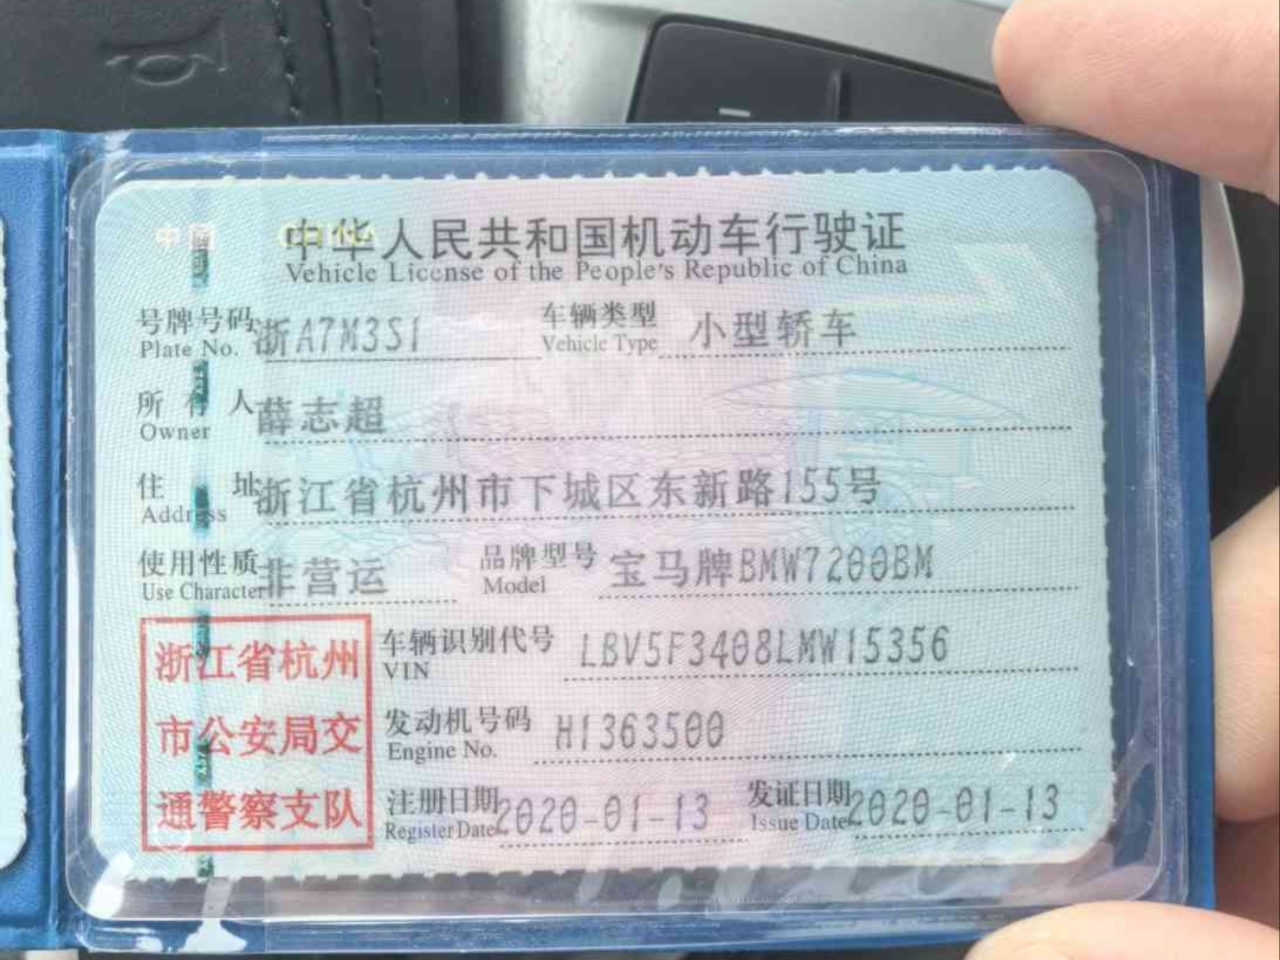 中国 中华
中华人民共和国机动车行驶证
Vehicle License of the People's Republic of China
号牌号码 浙A7M3S1 车辆类型 小型轿车
Plate No. Vehicle Type
所有人 薛志超
Owner
住址 浙江省杭州市下城区东新路155号
Address
使用性质 非营运 品牌型号 宝马牌BMW7200BM
Use Character Model
浙江省杭州
市公安局交
通警察支队
车辆识别代号 LBV5F3408LMW15356
VIN
发动机号码 H1363500
Engine No.
注册日期 2020-01-13 发证日期 2020-01-13
Register Date Issue Date